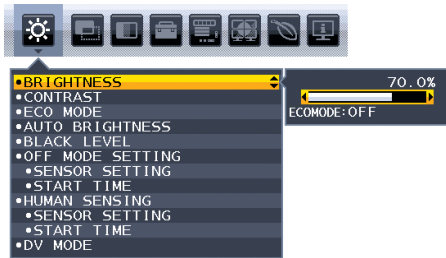 •BRIGHTNESS
70.0%
•CONTRAST
•ECO MODE
ECOMODE:OFF
•AUTO BRIGHTNESS
•BLACK LEVEL
•OFF MODE SETTING
•SENSOR SETTING
•START TIME
•HUMAN SENSING
•SENSOR SETTING
•START TIME
•DV MODE